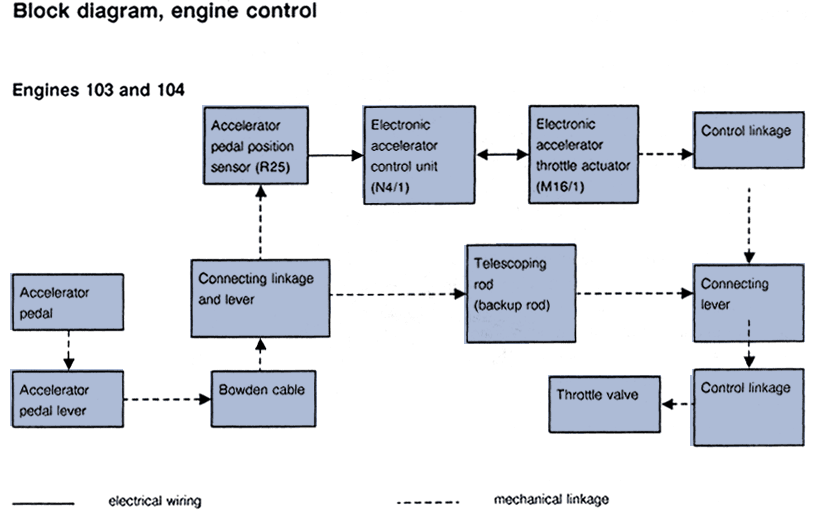 Block diagram, engine control
Engines 103 and 104
Accelerator
pedal position
sensor (R25)
Electronic
accelerator
control unit
(N4/1)
Electronic
accelerator
throttle actuator
(M16/1)
Control linkage
Accelerator
pedal
Connecting linkage
and lever
Telescoping
rod
(backup rod)
Connecting
lever
Accelerator
pedal lever
Bowden cable
Throttle valve
Control linkage
electrical wiring
mechanical linkage